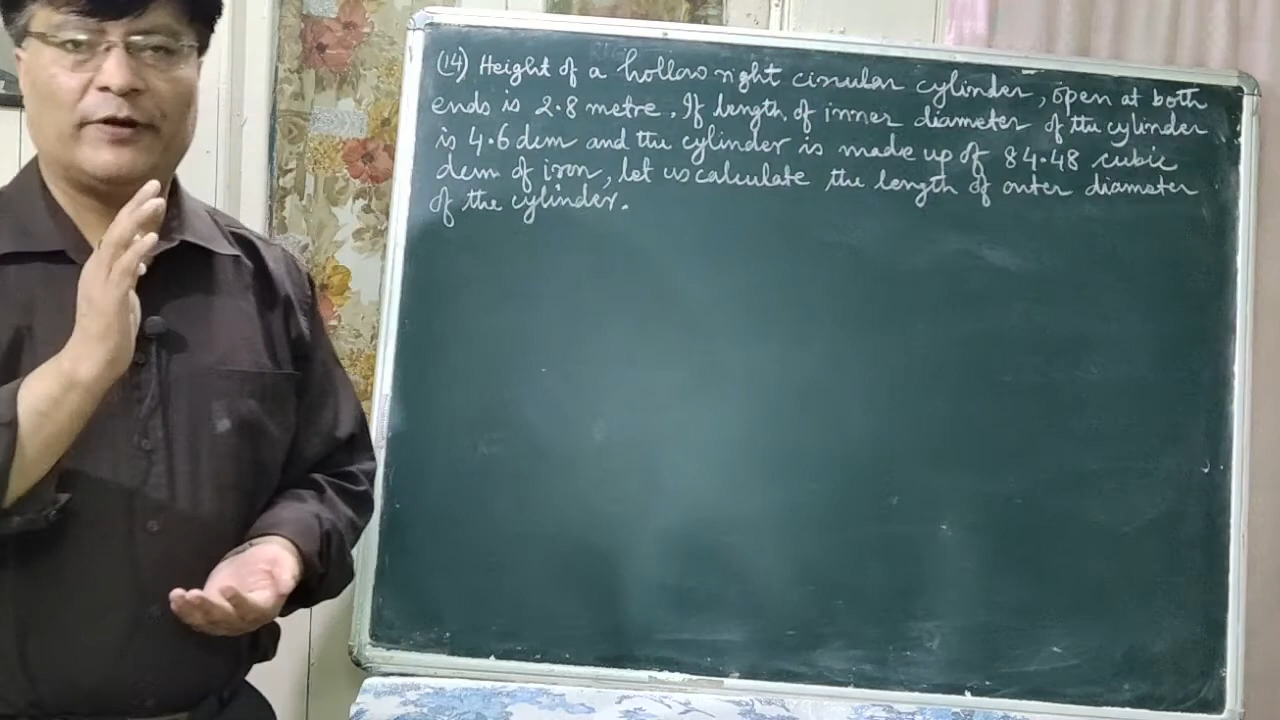 (14) Height of a hollow right circular cylinder, open at both
ends is 2.8 metre. If length of inner diameter of the cylinder
is 4.6 dcm and the cylinder is made up of 84.48 cubic
dcm of iron, let us calculate the length of outer diameter
of the cylinder.